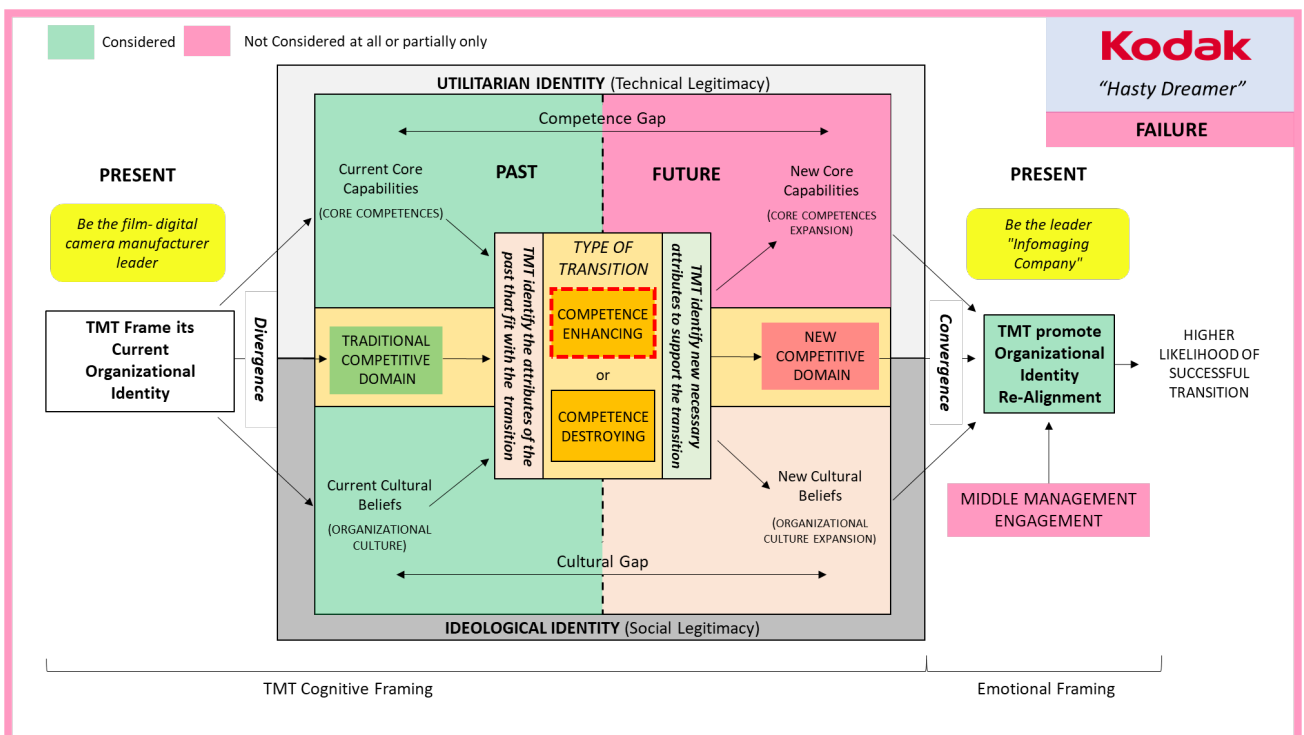 Considered
Not Considered at all or partially only
Kodak
“Hasty Dreamer”
FAILURE
UTILITARIAN IDENTITY (Technical Legitimacy)
Competence Gap
PRESENT
Be the film- digital
camera manufacturer
leader
TMT Frame its
Current
Organizational
Identity
Divergence
Current Core
Capabilities
(CORE COMPETENCES)
PAST
FUTURE
New Core
Capabilities
(CORE COMPETENCES
EXPANSION)
TRADITIONAL
COMPETITIVE
DOMAIN
TMT identify the attributes of the
past that fit with the transition
TYPE OF
TRANSITION
COMPETENCE
ENHANCING
or
COMPETENCE
DESTROYING
TMT identify new necessary
attributes to support the transition
NEW
COMPETITIVE
DOMAIN
Current Cultural
Beliefs
(ORGANIZATIONAL
CULTURE)
New Cultural
Beliefs
(ORGANIZATIONAL
CULTURE EXPANSION)
Cultural Gap
IDEOLOGICAL IDENTITY (Social Legitimacy)
Convergence
PRESENT
Be the leader
"Infomaging
Company"
TMT promote
Organizational
Identity
Re-Alignment
HIGHER
LIKELIHOOD OF
SUCCESSFUL
TRANSITION
MIDDLE MANAGEMENT
ENGAGEMENT
TMT Cognitive Framing
Emotional Framing